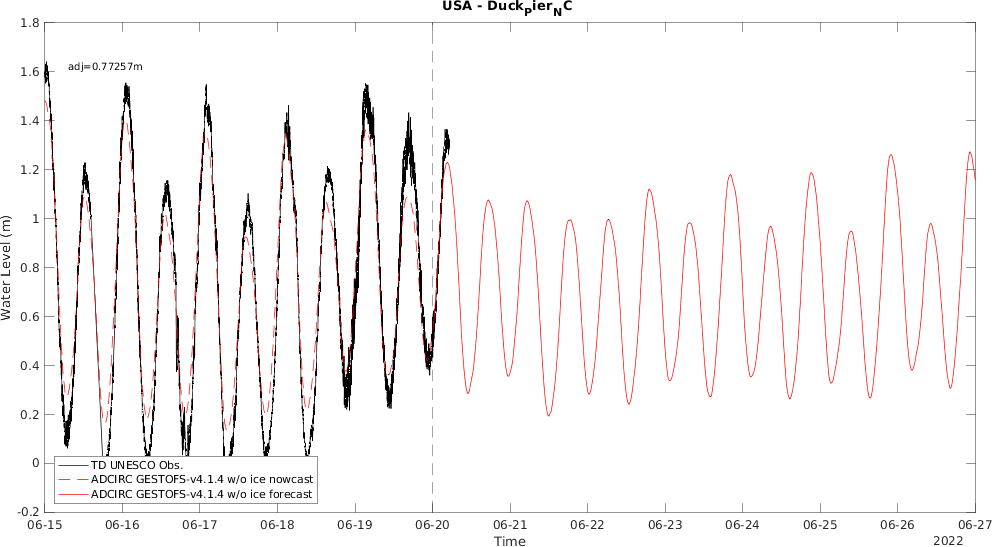 USA - Duck_Pier_NC
1.8
1.6
1.4
1.2
1
0.8
0.6
0.4
0.2
0
-0.2
Water Level (m)
adj=0.77257m
TD UNESCO Obs.
ADCIRC GESTOFS-v4.1.4 w/o ice nowcast
ADCIRC GESTOFS-v4.1.4 w/o ice forecast
06-15 06-16 06-17 06-18 06-19 06-20 06-21 06-22 06-23 06-24 06-25 06-26 06-27
Time
2022